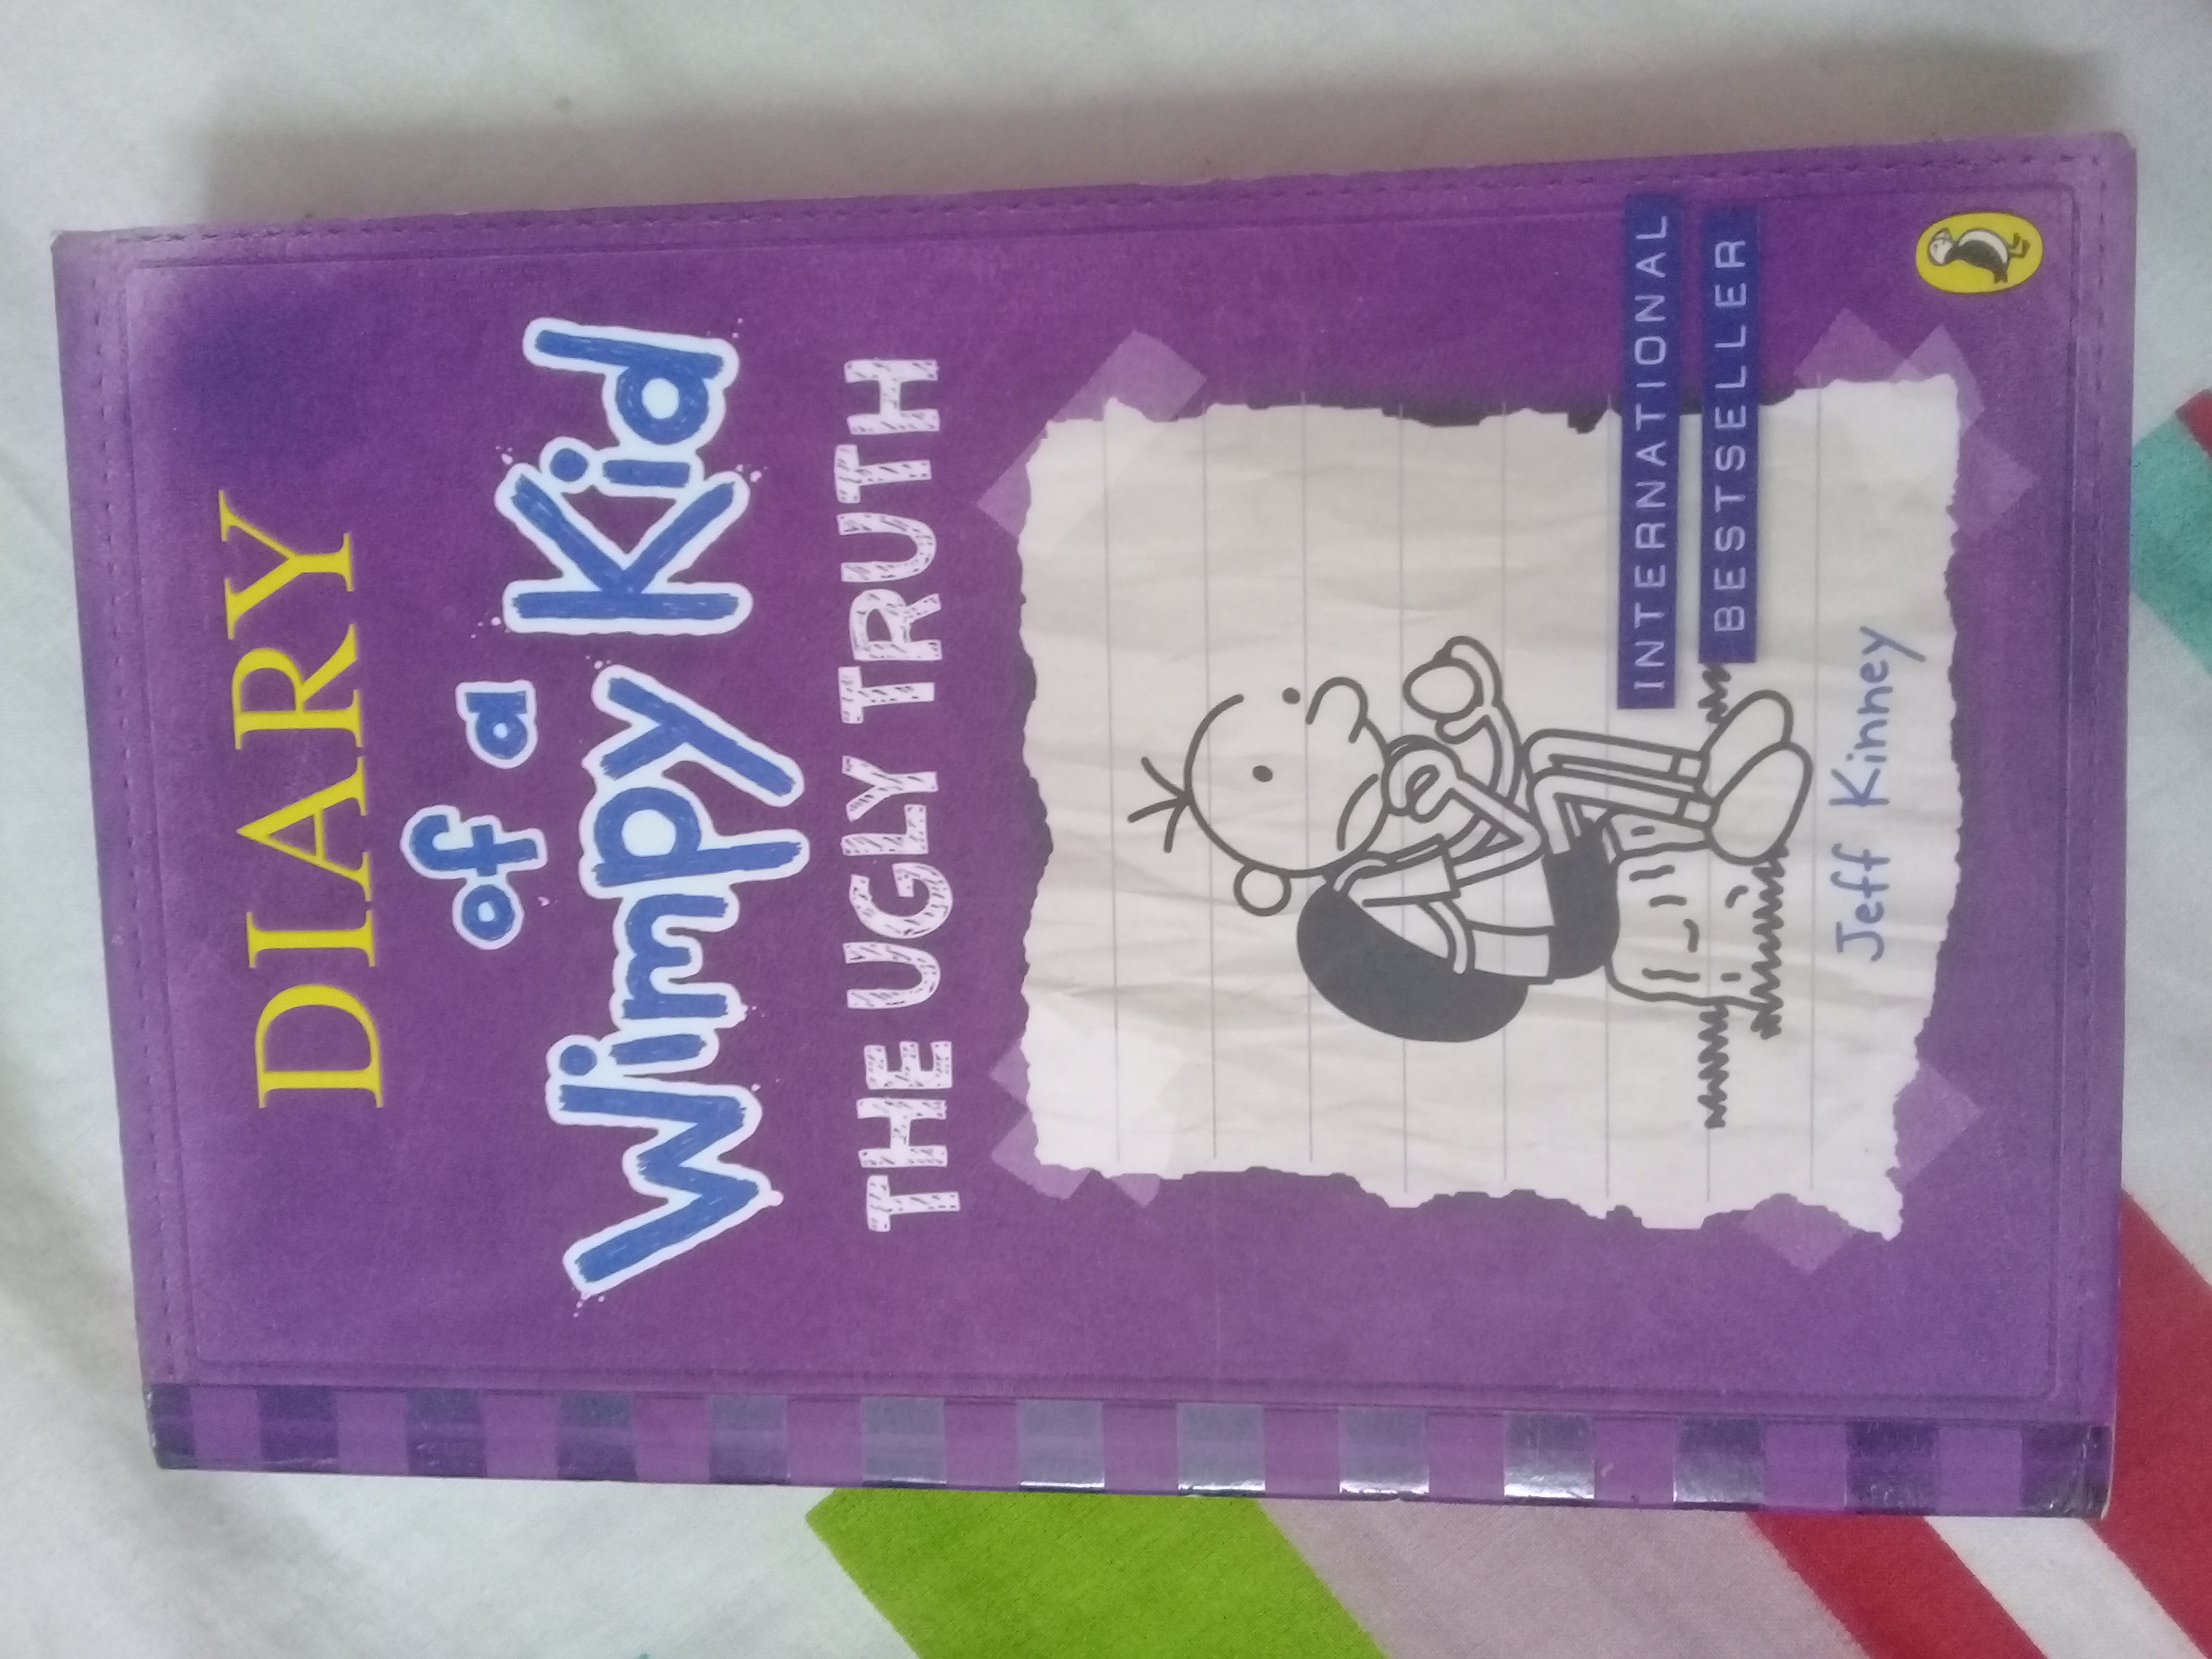 DIARY
of a
Wimpy Kid
THE UGLY TRUTH
INTERNATIONAL
BESTSELLER
Jeff Kinney